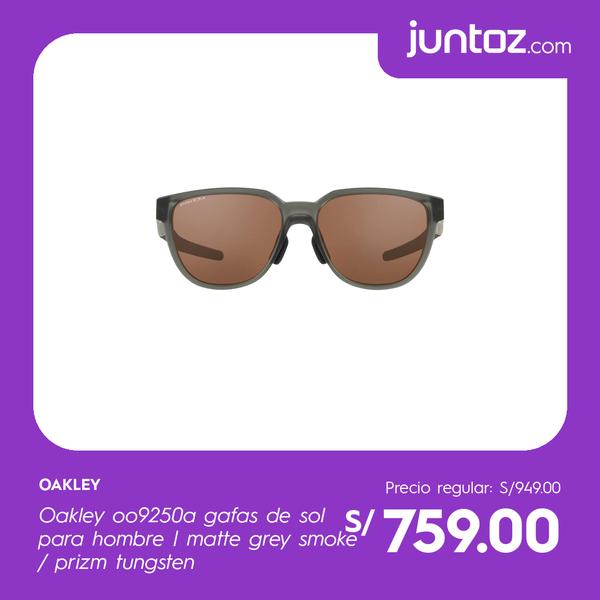 juntoz.com
OAKLEY
Oakley oo9250a gafas de sol
para hombre | matte grey smoke
/ prizm tungsten
Precio regular: S/949.00
S/ 759.00